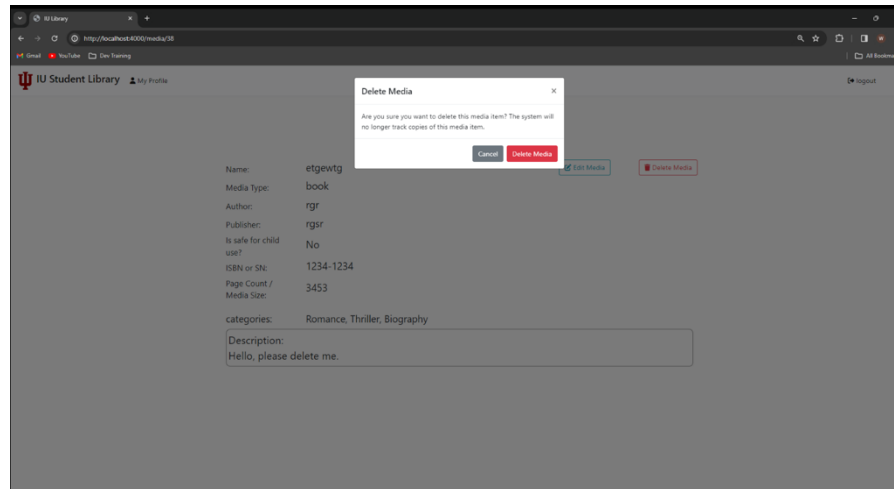 IU Library
http://localhost:4000/media/38
Gmail YouTube Dev Training All Bookma
IU Student Library My Profile logout
Delete Media
Are you sure you want to delete this media item? The system will
no longer track copies of this media item.
Cancel Delete Media
Name: etgewtg Edit Media Delete Media
Media Type: book
Author: rgr
Publisher: rgsr
Is safe for child
use? No
ISBN or SN: 1234-1234
Page Count /
Media Size: 3453
categories: Romance, Thriller, Biography
Description:
Hello, please delete me.